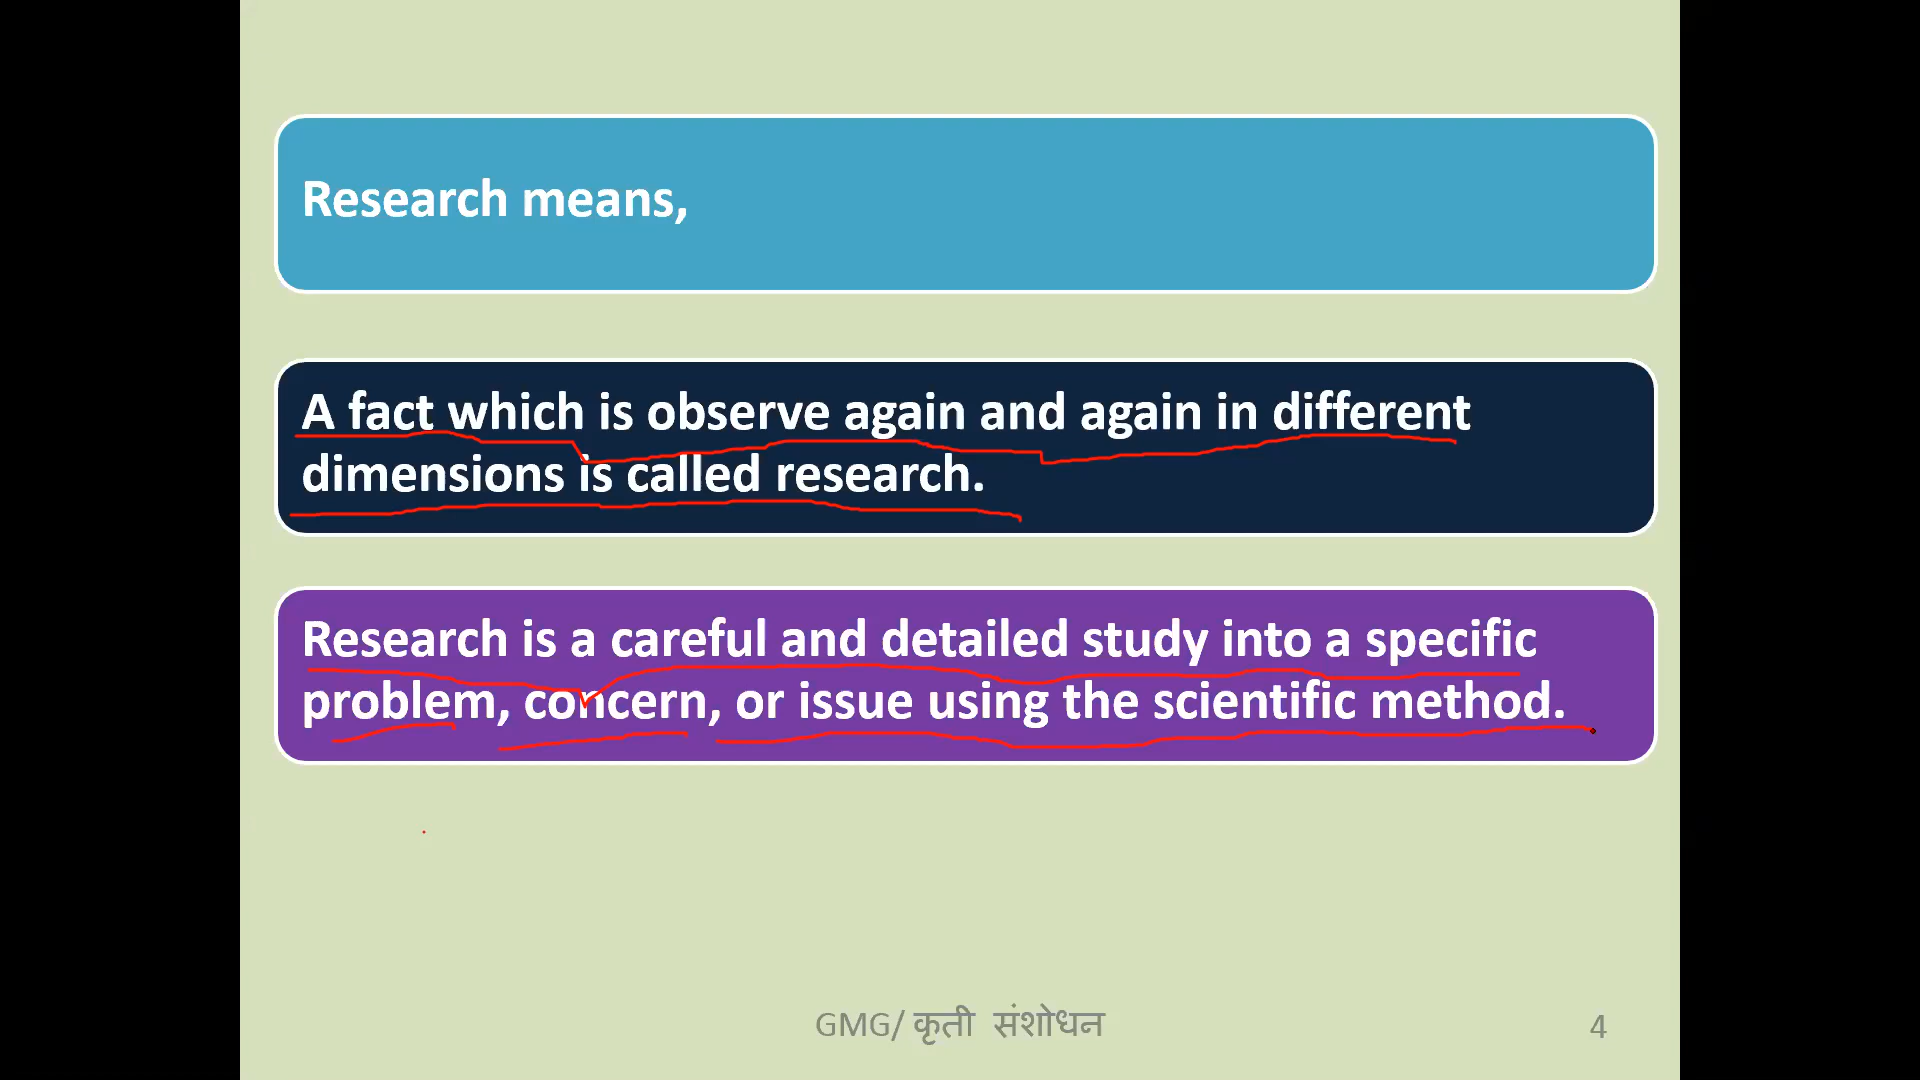 Research means,
A fact which is observe again and again in different
dimensions is called research.
Research is a careful and detailed study into a specific
problem, concern, or issue using the scientific method.
GMG/ कृती संशोधन
4